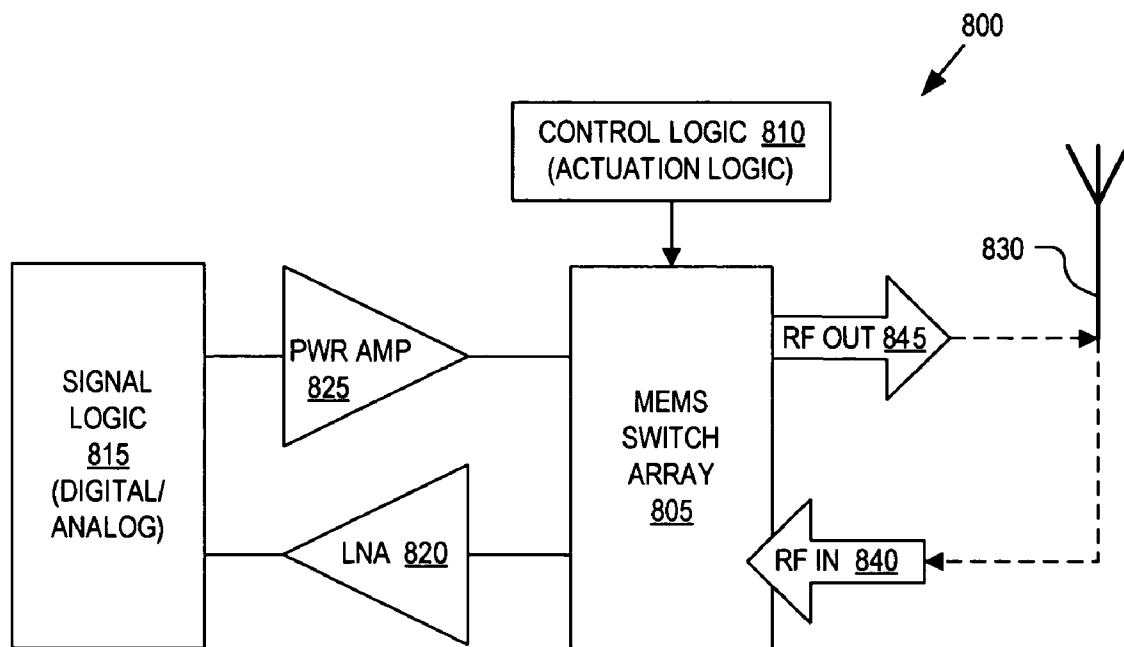 800
CONTROL LOGIC 810
(ACTUATION LOGIC)
830
PWR AMP
825
RF OUT 845
SIGNAL
LOGIC
815
(DIGITAL/
ANALOG)
MEMS
SWITCH
ARRAY
805
LNA 820
RF IN 840